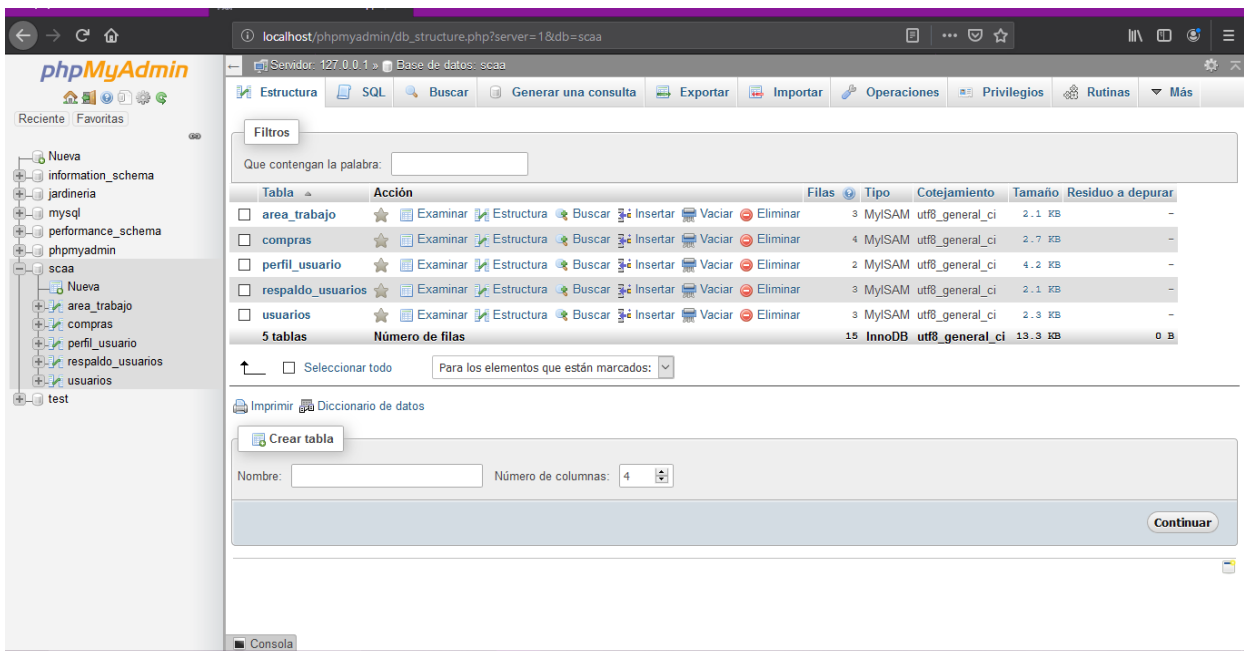 localhost/phpmyadmin/db_structure.php?server=1&db=scaa
phpMyAdmin
Reciente Favoritas
Nueva
information_schema
jardineria
mysql
performance_schema
phpmyadmin
scaa
Nueva
area_trabajo
compras
perfil_usuario
respaldo_usuarios
usuarios
test
Servidor: 127.0.0.1 » Base de datos: scaa
Estructura SQL Buscar Generar una consulta Exportar Importar Operaciones Privilegios Rutinas Más
Filtros
Que contengan la palabra:
Tabla Acción Filas Tipo Cotejamiento Tamaño Residuo a depurar
area_trabajo Examinar Estructura Buscar Insertar Vaciar Eliminar 3 MyISAM utf8_general_ci 2.1 KB -
compras Examinar Estructura Buscar Insertar Vaciar Eliminar 4 MyISAM utf8_general_ci 2.7 KB -
perfil_usuario Examinar Estructura Buscar Insertar Vaciar Eliminar 2 MyISAM utf8_general_ci 4.2 KB -
respaldo_usuarios Examinar Estructura Buscar Insertar Vaciar Eliminar 3 MyISAM utf8_general_ci 2.1 KB -
usuarios Examinar Estructura Buscar Insertar Vaciar Eliminar 3 MyISAM utf8_general_ci 2.3 KB -
5 tablas Número de filas 15 InnoDB utf8_general_ci 13.3 KB 0 B
Seleccionar todo Para los elementos que están marcados:
Imprimir Diccionario de datos
Crear tabla
Nombre: Número de columnas: 4
Continuar
Consola